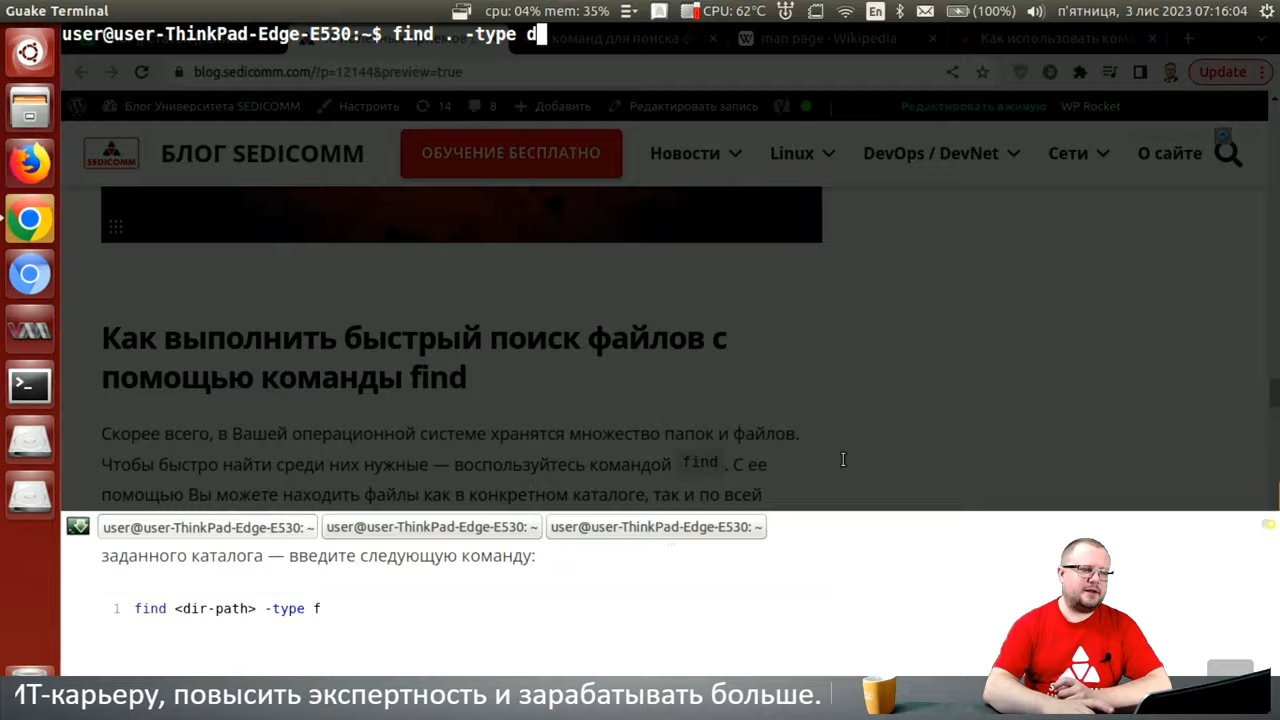 Guake Terminal
cpu: 04% mem: 35%
CPU: 62°C
En
(100%)
п'ятниця, 3 лис 2023 07:16:04
user@user-ThinkPad-Edge-E530:~$ find . -type d
команд для поиска ф
man page - Wikipedia
Как использовать ком
blog.sedicomm.com/?p=12144&preview=true
Update
Блог Университета SEDICOMM
Настроить
14
8
Добавить
Редактировать запись
Редактировать вживую
WP Rocket
SEDICOMM
БЛОГ SEDICOMM
ОБУЧЕНИЕ БЕСПЛАТНО
Новости
Linux
DevOps / DevNet
Сети
О сайте
Как выполнить быстрый поиск файлов с
помощью команды find
Скорее всего, в Вашей операционной системе хранятся множество папок и файлов.
Чтобы быстро найти среди них нужные — воспользуйтесь командой find . С ее
помощью Вы можете находить файлы как в конкретном каталоге, так и по всей
user@user-ThinkPad-Edge-E530: ~
user@user-ThinkPad-Edge-E530: ~
user@user-ThinkPad-Edge-E530: ~
заданного каталога — введите следующую команду:
1 find <dir-path> -type f
ИТ-карьеру, повысить экспертность и зарабатывать больше.